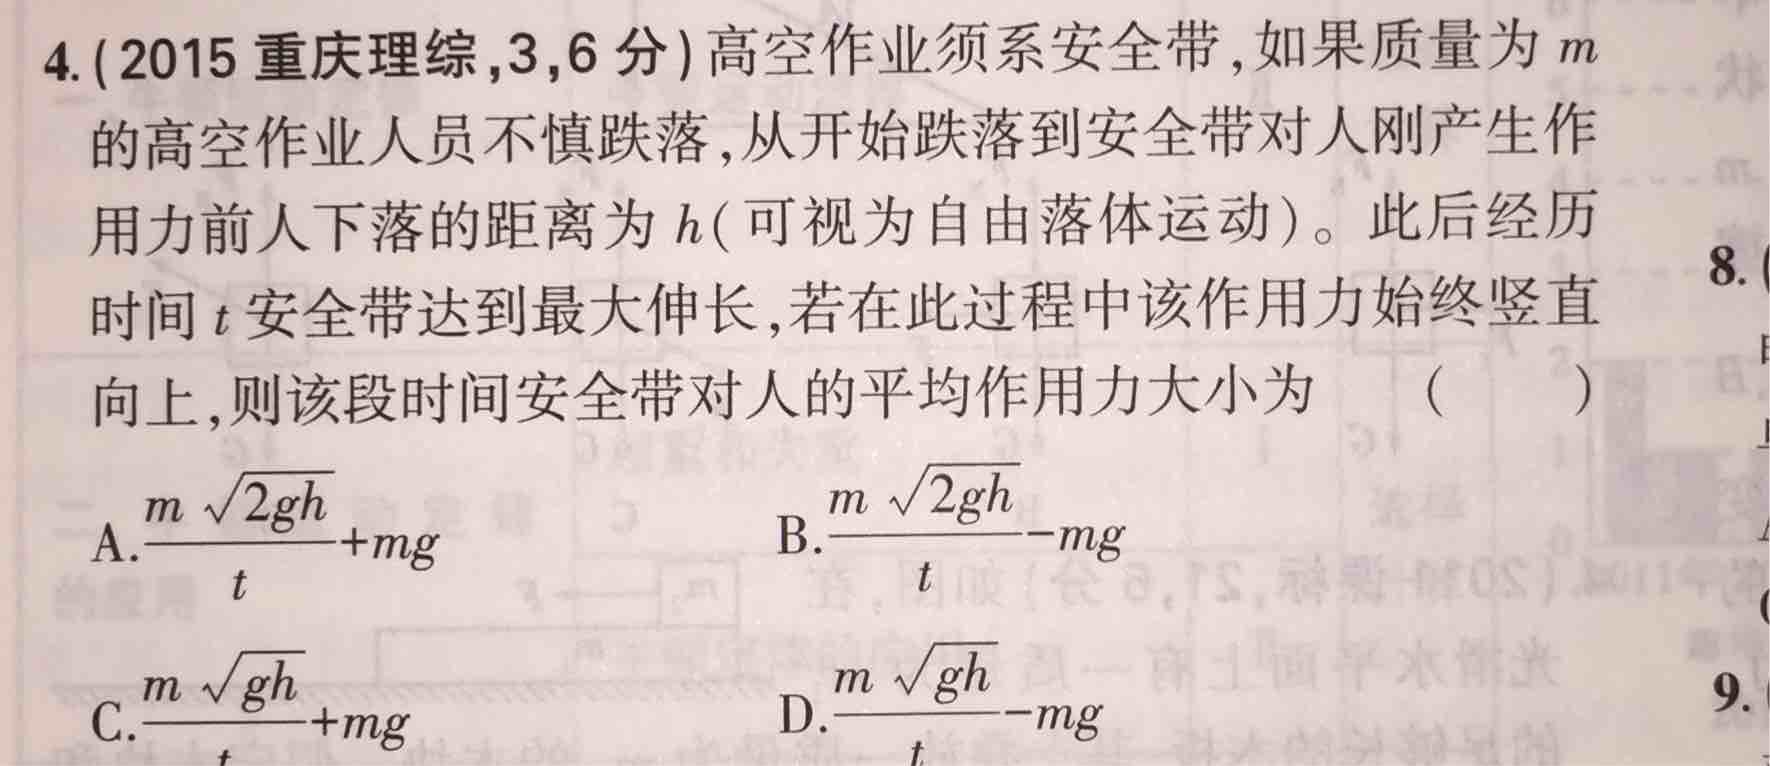 4.(2015重庆理综,3,6分)高空作业须系安全带,如果质量为m
的高空作业人员不慎跌落,从开始跌落到安全带对人刚产生作
用力前人下落的距离为h(可视为自由落体运动)。此后经历
时间t安全带达到最大伸长,若在此过程中该作用力始终竖直
向上,则该段时间安全带对人的平均作用力大小为 ( )
A.\frac{m\sqrt{2gh}}{t}+mg B.\frac{m\sqrt{2gh}}{t}-mg
C.\frac{m\sqrt{gh}}{t}+mg D.\frac{m\sqrt{gh}}{t}-mg
8.
9.